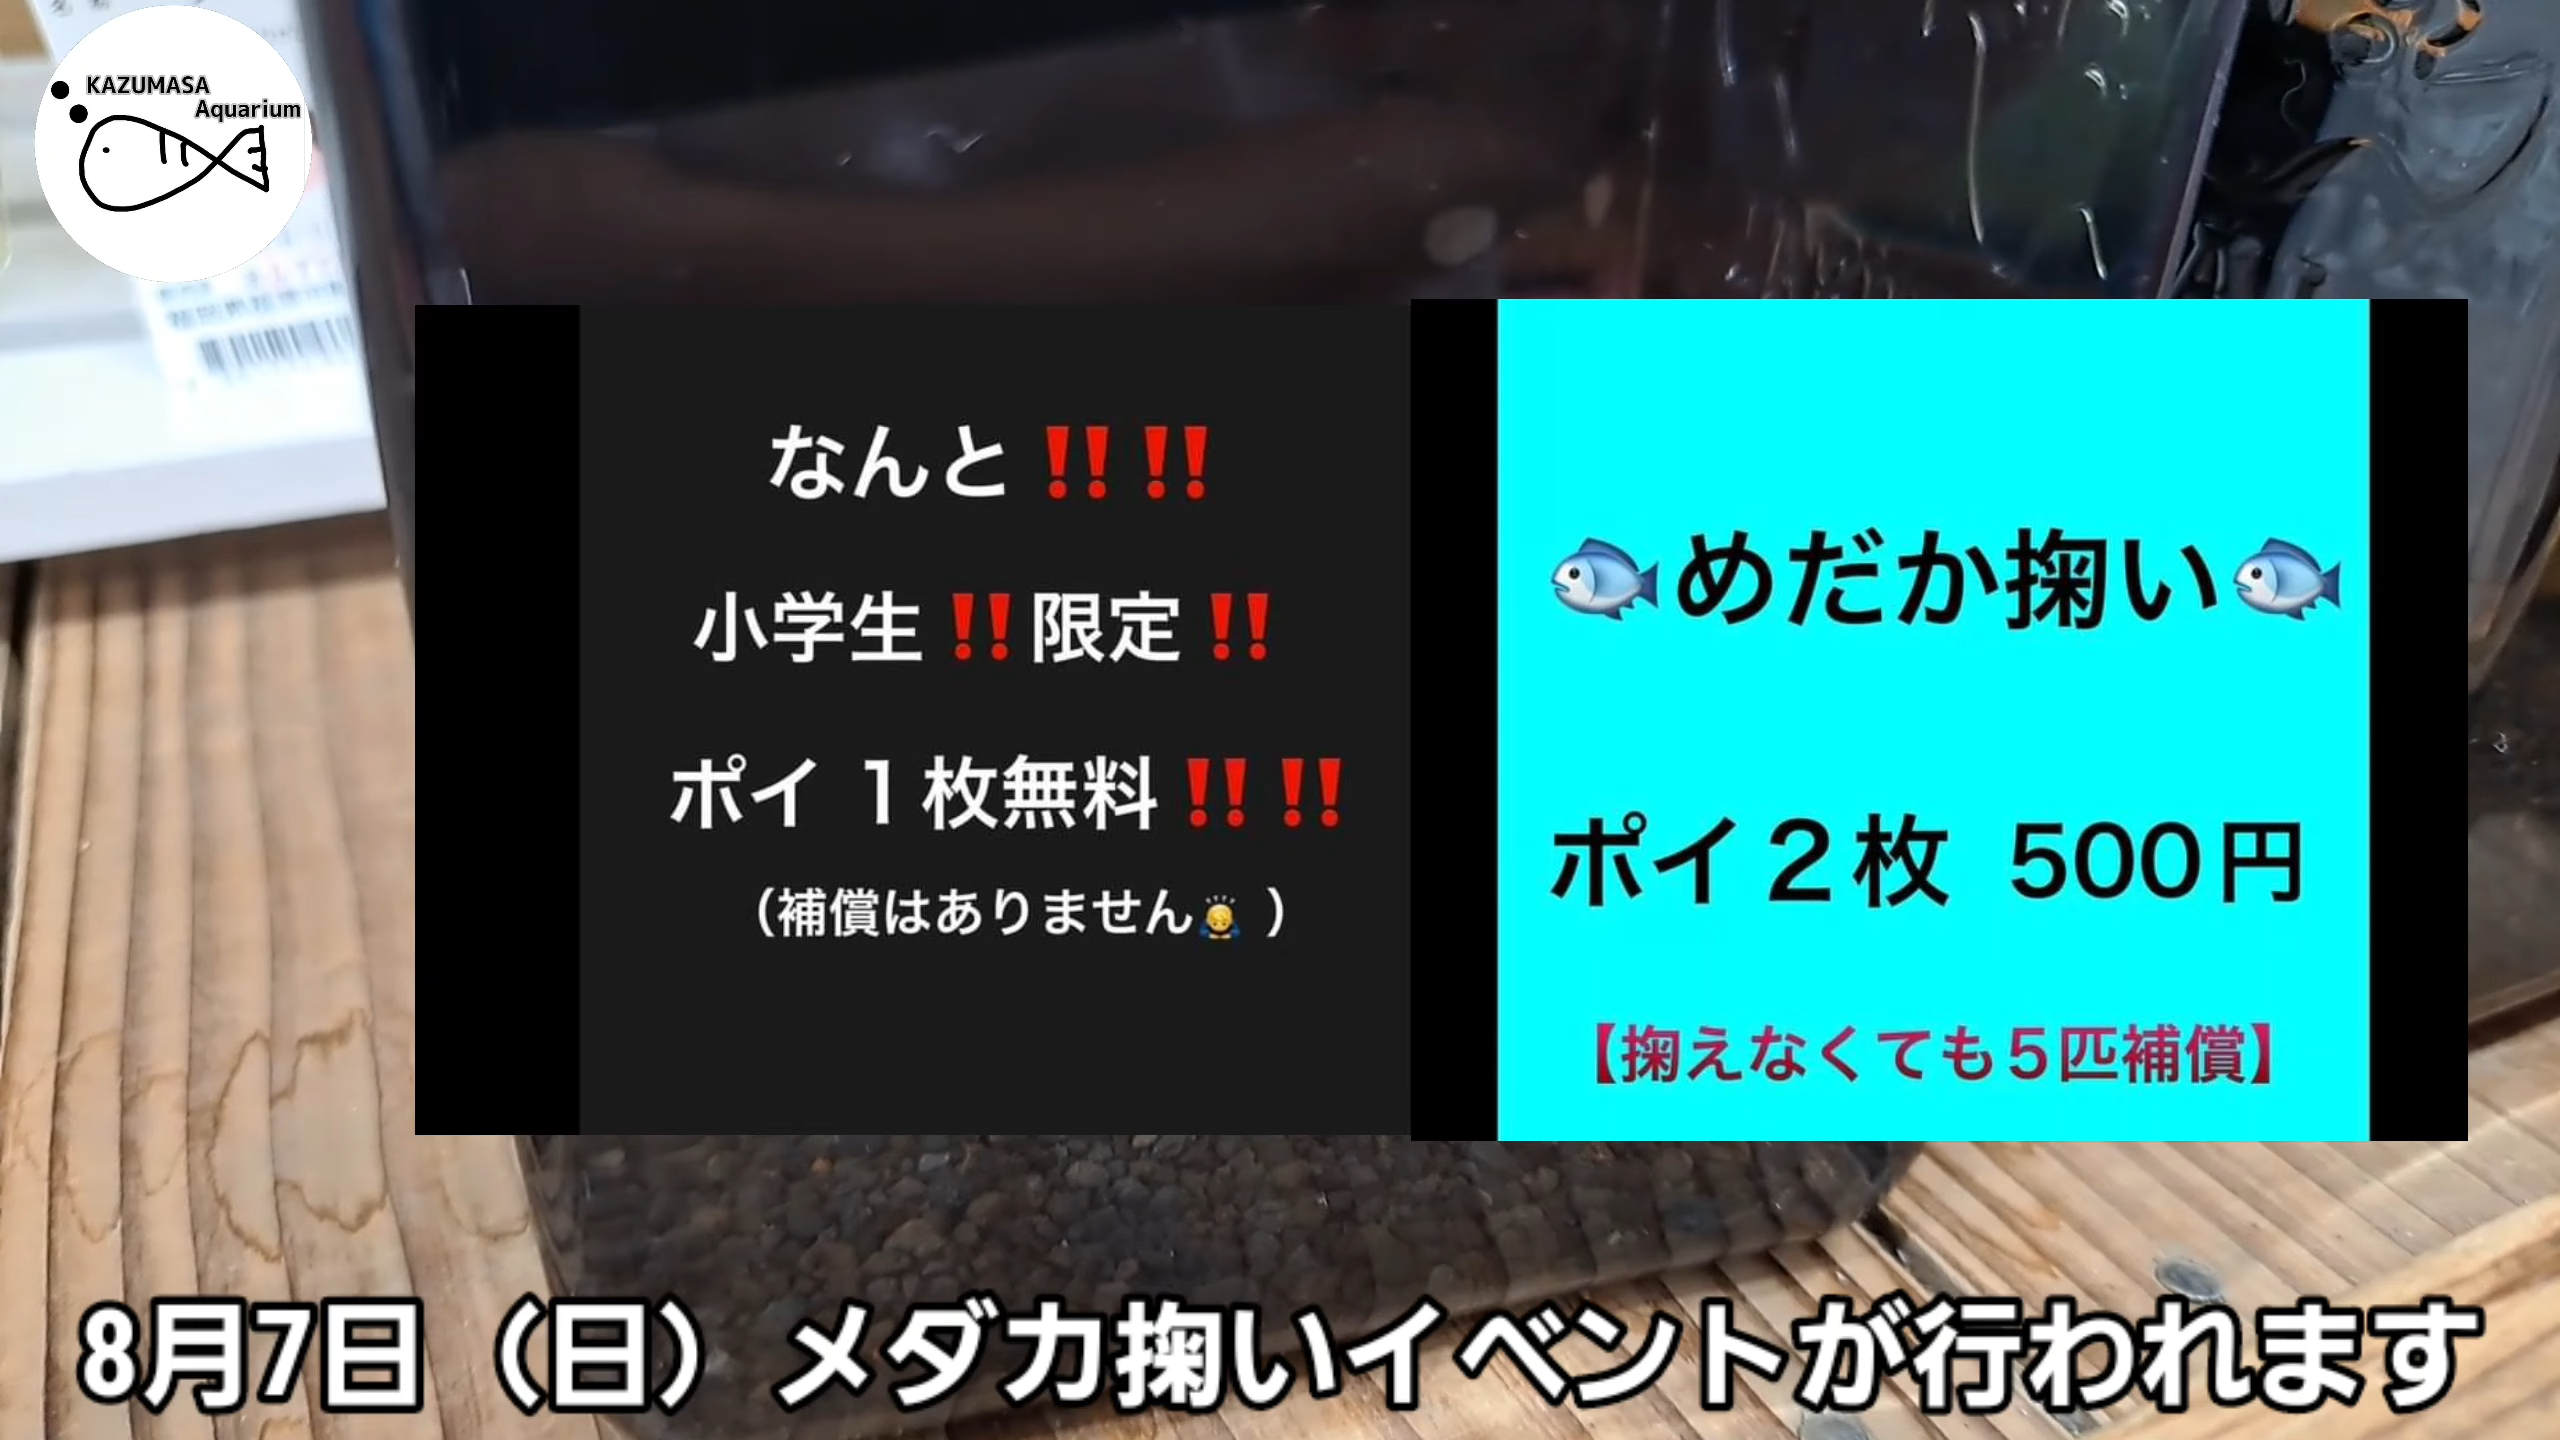 KAZUMASA
Aquarium
なんと‼️‼️
小学生‼️限定‼️
ポイ１枚無料‼️‼️
（補償はありません🙇）
🐟めだか掬い🐟
ポイ２枚 500円
【掬えなくても５匹補償】
8月7日（日）メダカ掬いイベントが行われます